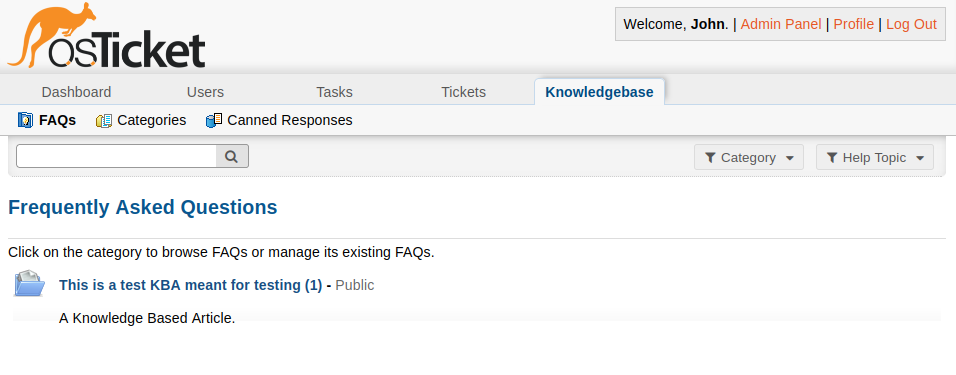 osTicket
Welcome, John. | Admin Panel | Profile | Log Out
Dashboard Users Tasks Tickets Knowledgebase
FAQs Categories Canned Responses
Category Help Topic
Frequently Asked Questions
Click on the category to browse FAQs or manage its existing FAQs.
This is a test KBA meant for testing (1) - Public
A Knowledge Based Article.